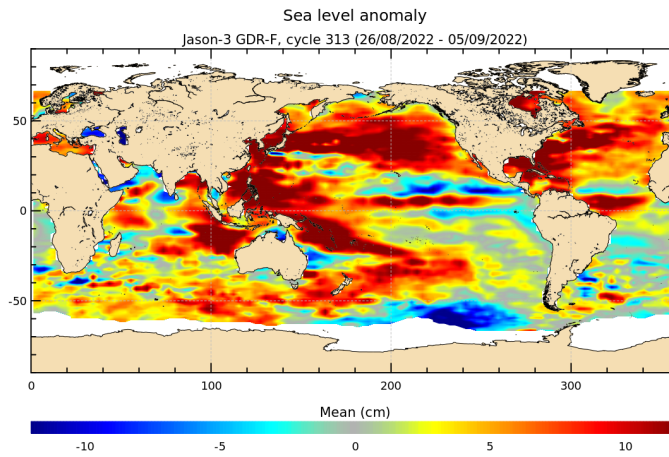 Sea level anomaly
Jason-3 GDR-F, cycle 313 (26/08/2022 - 05/09/2022)
50
0
-50
0 100 200 300
Mean (cm)
-10 -5 0 5 10